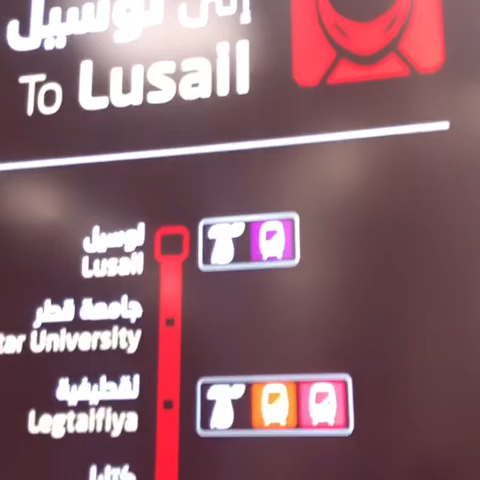 إلى لوسيل
To Lusail
لوسيل
Lusail
جامعة قطر
tar University
لقطيفية
Legtaifiya